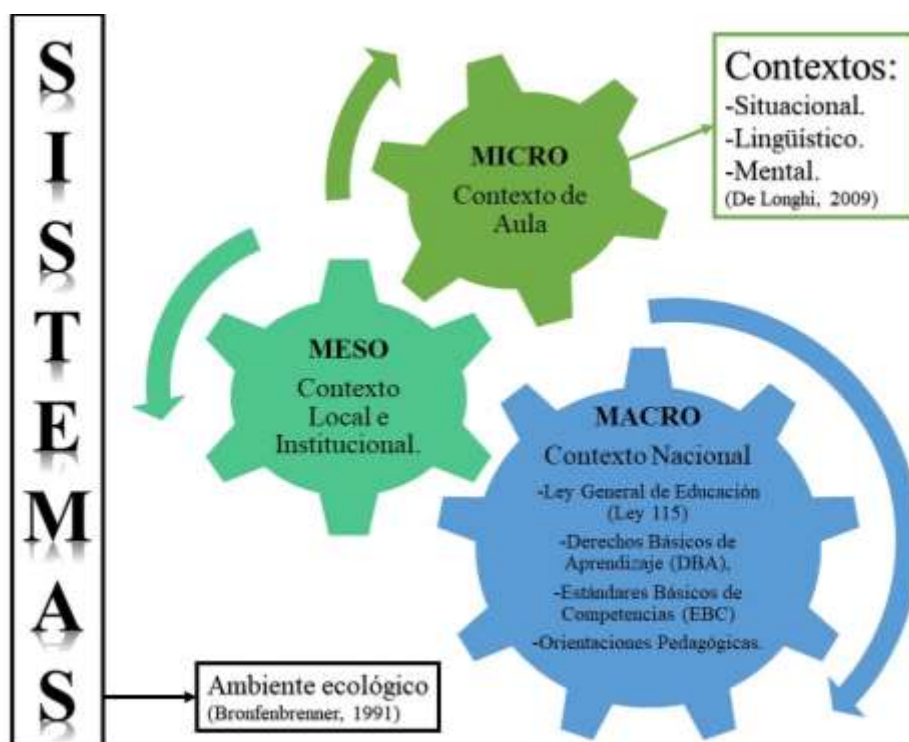 SISTEMAS
MICRO
Contexto de
Aula
Contextos:
-Situacional.
-Lingüístico.
-Mental.
(De Longhi, 2009)
MESO
Contexto
Local e
Institucional.
MACRO
Contexto Nacional
-Ley General de Educación
(Ley 115)
-Derechos Básicos de
Aprendizaje (DBA),
-Estándares Básicos de
Competencias (EBC)
-Orientaciones Pedagógicas.
Ambiente ecológico
(Bronfenbrenner, 1991)